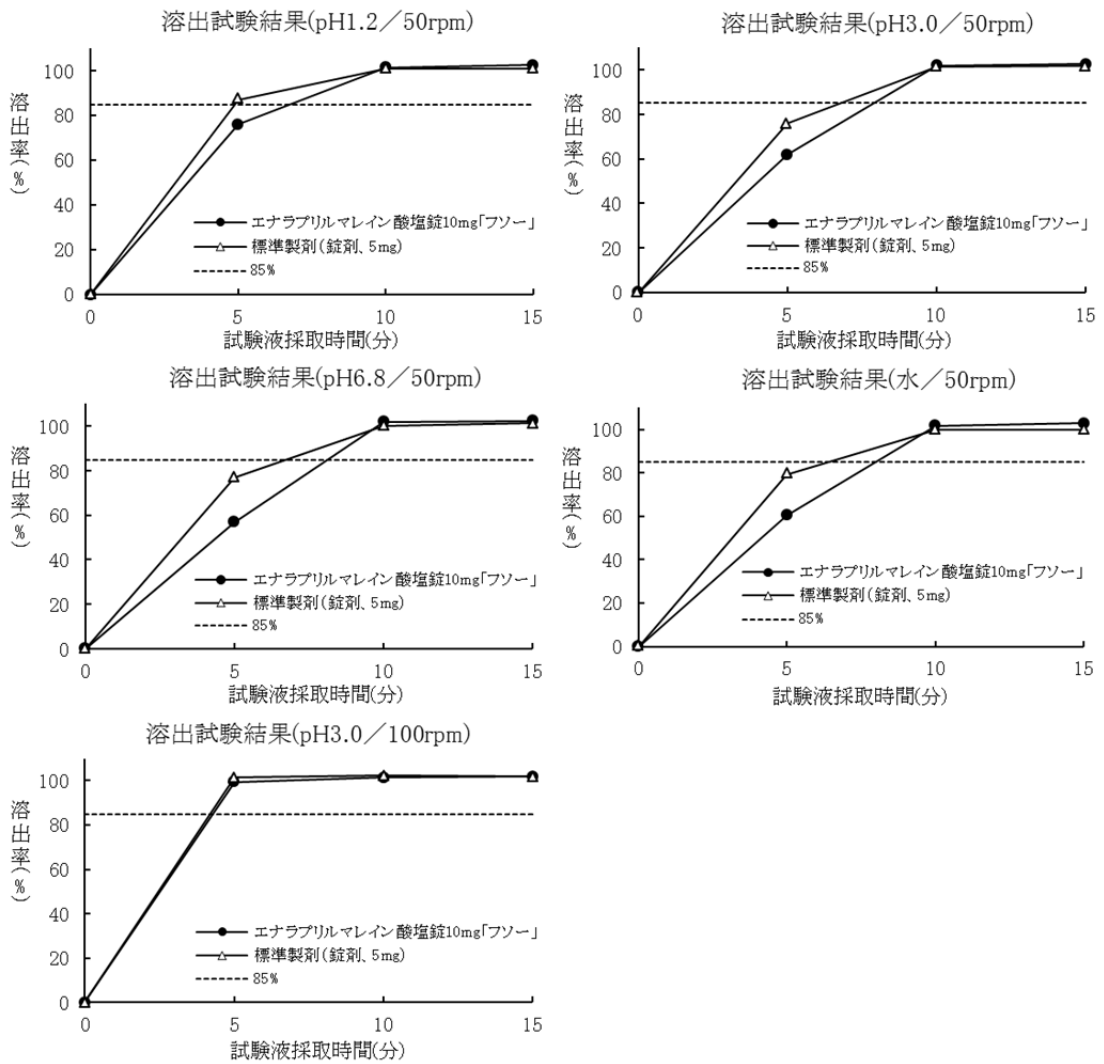 溶出試験結果(pH1.2／50rpm)
溶出率(%)
100
80
60
40
20
0
エナラプリルマレイン酸塩錠10mg「フソー」
標準製剤(錠剤、5mg)
85%
0 5 10 15
試験液採取時間(分)
溶出試験結果(pH3.0／50rpm)
溶出率(%)
100
80
60
40
20
0
エナラプリルマレイン酸塩錠10mg「フソー」
標準製剤(錠剤、5mg)
85%
0 5 10 15
試験液採取時間(分)
溶出試験結果(pH6.8／50rpm)
溶出率(%)
100
80
60
40
20
0
エナラプリルマレイン酸塩錠10mg「フソー」
標準製剤(錠剤、5mg)
85%
0 5 10 15
試験液採取時間(分)
溶出試験結果(水／50rpm)
溶出率(%)
100
80
60
40
20
0
エナラプリルマレイン酸塩錠10mg「フソー」
標準製剤(錠剤、5mg)
85%
0 5 10 15
試験液採取時間(分)
溶出試験結果(pH3.0／100rpm)
溶出率(%)
100
80
60
40
20
0
エナラプリルマレイン酸塩錠10mg「フソー」
標準製剤(錠剤、5mg)
85%
0 5 10 15
試験液採取時間(分)